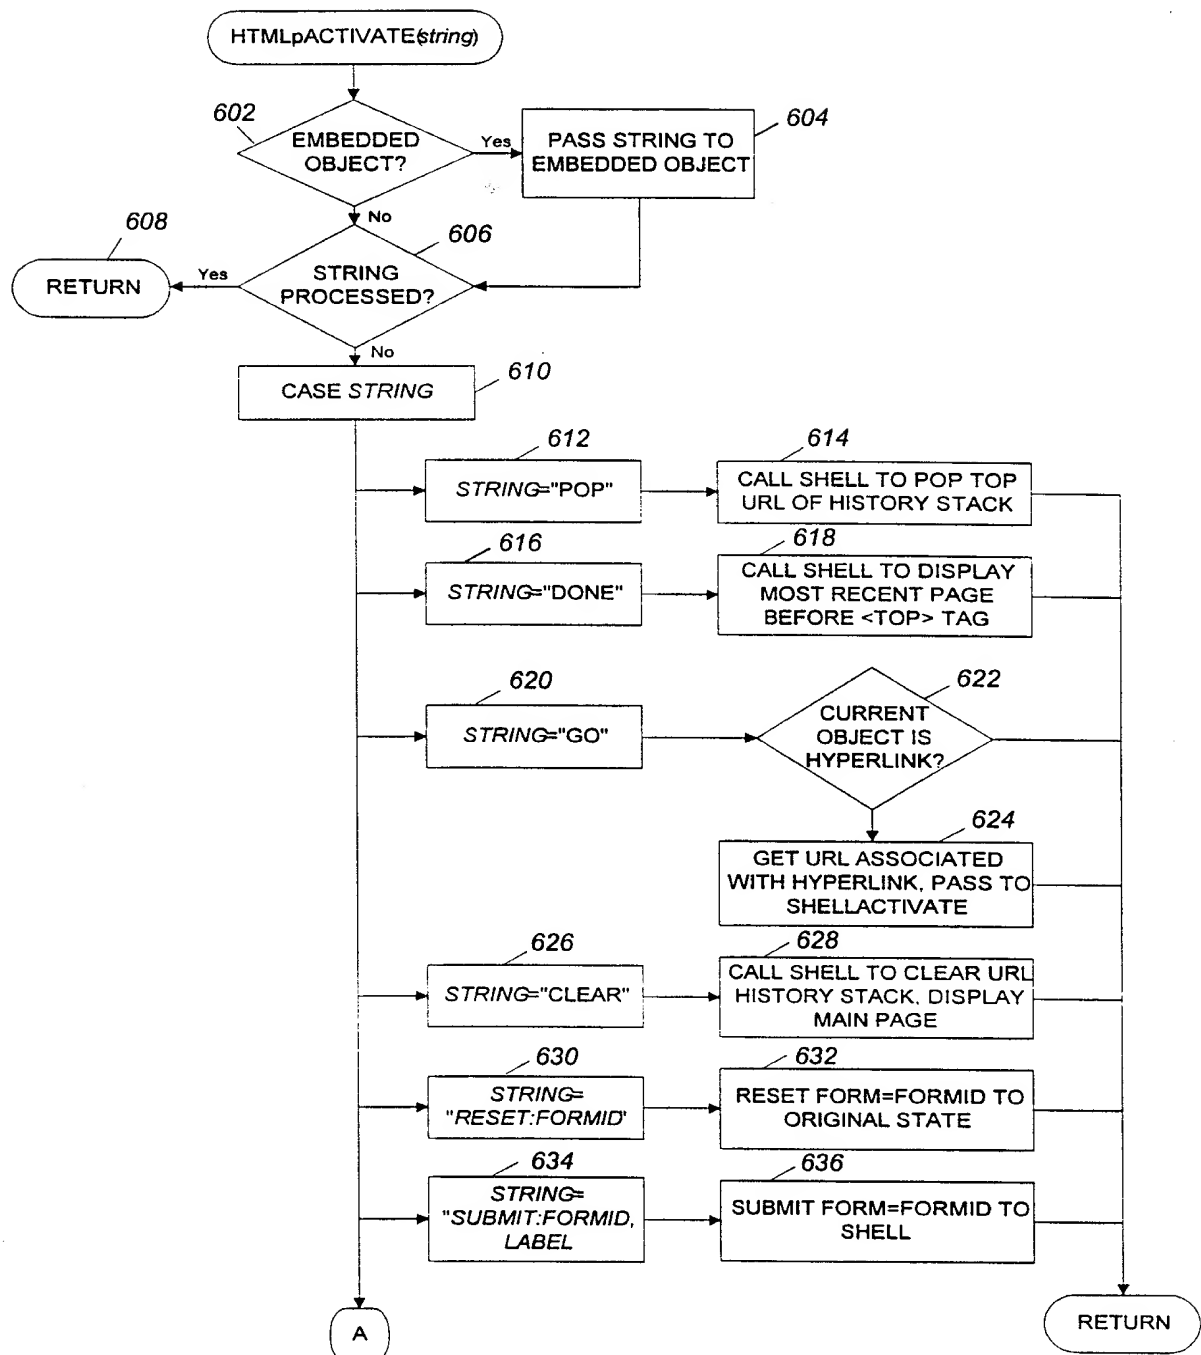 HTMLpACTIVATE(string)
602
EMBEDDED
OBJECT?
Yes
604
PASS STRING TO
EMBEDDED OBJECT
No
608
RETURN
Yes
606
STRING
PROCESSED?
No
610
CASE STRING
612
STRING="POP"
614
CALL SHELL TO POP TOP
URL OF HISTORY STACK
616
STRING="DONE"
618
CALL SHELL TO DISPLAY
MOST RECENT PAGE
BEFORE <TOP> TAG
620
STRING="GO"
622
CURRENT
OBJECT IS
HYPERLINK?
624
GET URL ASSOCIATED
WITH HYPERLINK, PASS TO
SHELLACTIVATE
626
STRING="CLEAR"
628
CALL SHELL TO CLEAR URL
HISTORY STACK, DISPLAY
MAIN PAGE
630
STRING=
"RESET:FORMID'
632
RESET FORM=FORMID TO
ORIGINAL STATE
634
STRING=
"SUBMIT:FORMID,
LABEL
636
SUBMIT FORM=FORMID TO
SHELL
A
RETURN